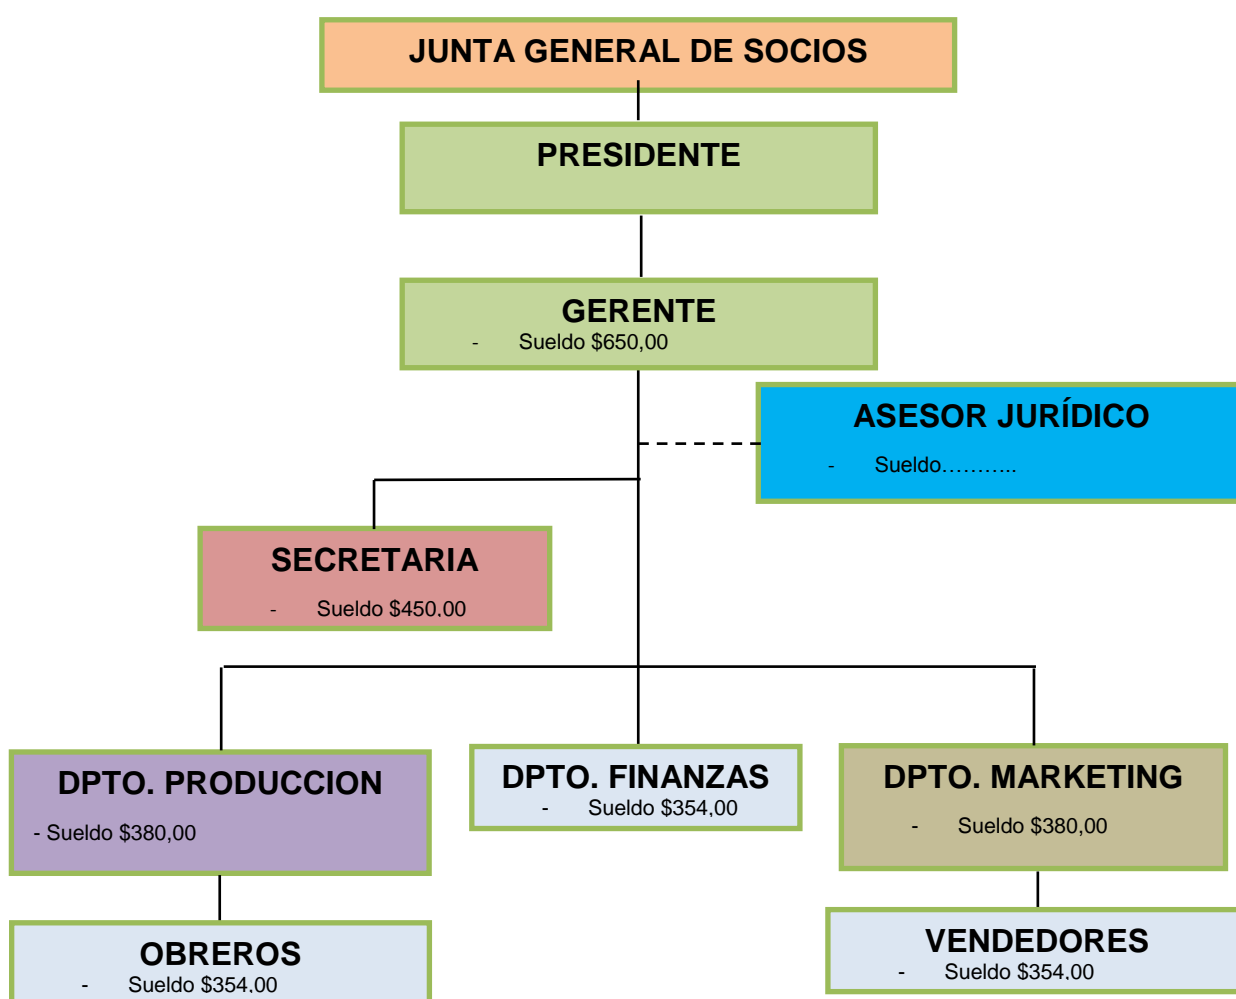 JUNTA GENERAL DE SOCIOS
PRESIDENTE
GERENTE
- Sueldo $650,00
ASESOR JURÍDICO
- Sueldo………..
SECRETARIA
- Sueldo $450,00
DPTO. PRODUCCION
- Sueldo $380,00
DPTO. FINANZAS
- Sueldo $354,00
DPTO. MARKETING
- Sueldo $380,00
OBREROS
- Sueldo $354,00
VENDEDORES
- Sueldo $354,00